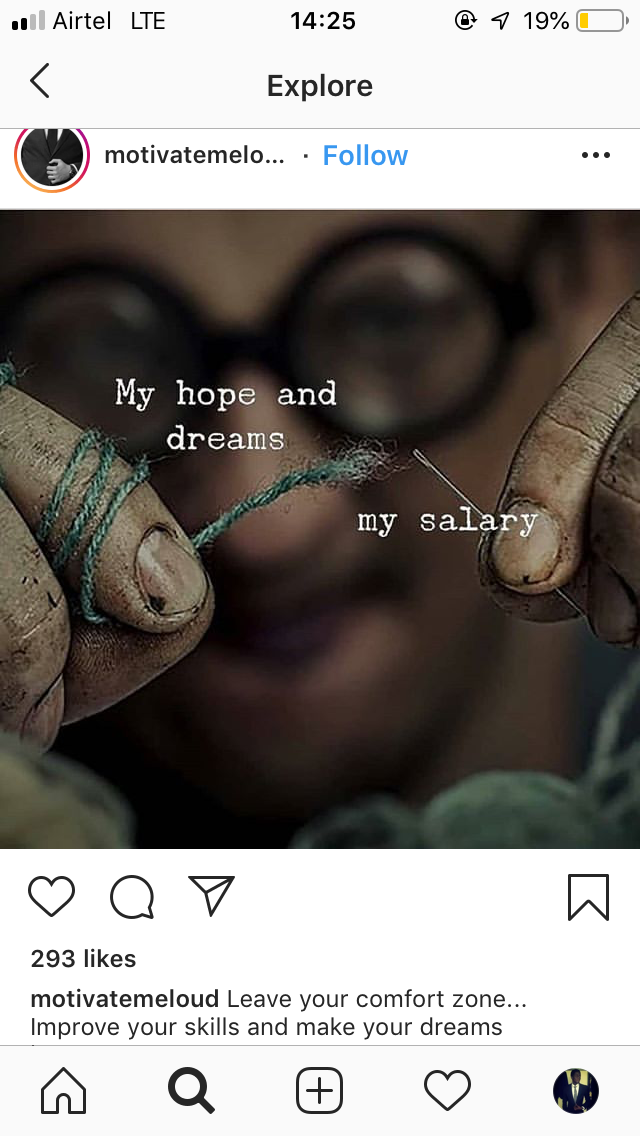 Airtel LTE 14:25 19%
Explore
motivatemelo... · Follow
My hope and
dreams
my salary
293 likes
motivatemeloud Leave your comfort zone...
Improve your skills and make your dreams